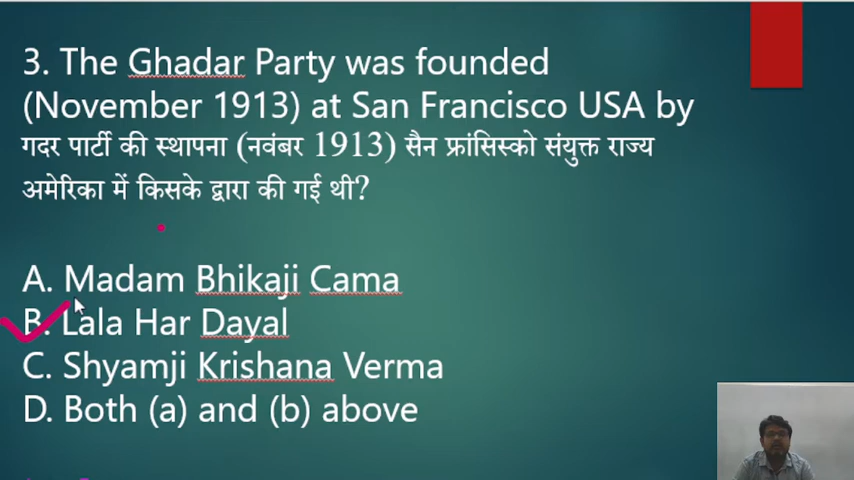 3. The Ghadar Party was founded
(November 1913) at San Francisco USA by
गदर पार्टी की स्थापना (नवंबर 1913) सैन फ्रांसिस्को संयुक्त राज्य
अमेरिका में किसके द्वारा की गई थी?
A. Madam Bhikaji Cama
B. Lala Har Dayal
C. Shyamji Krishana Verma
D. Both (a) and (b) above